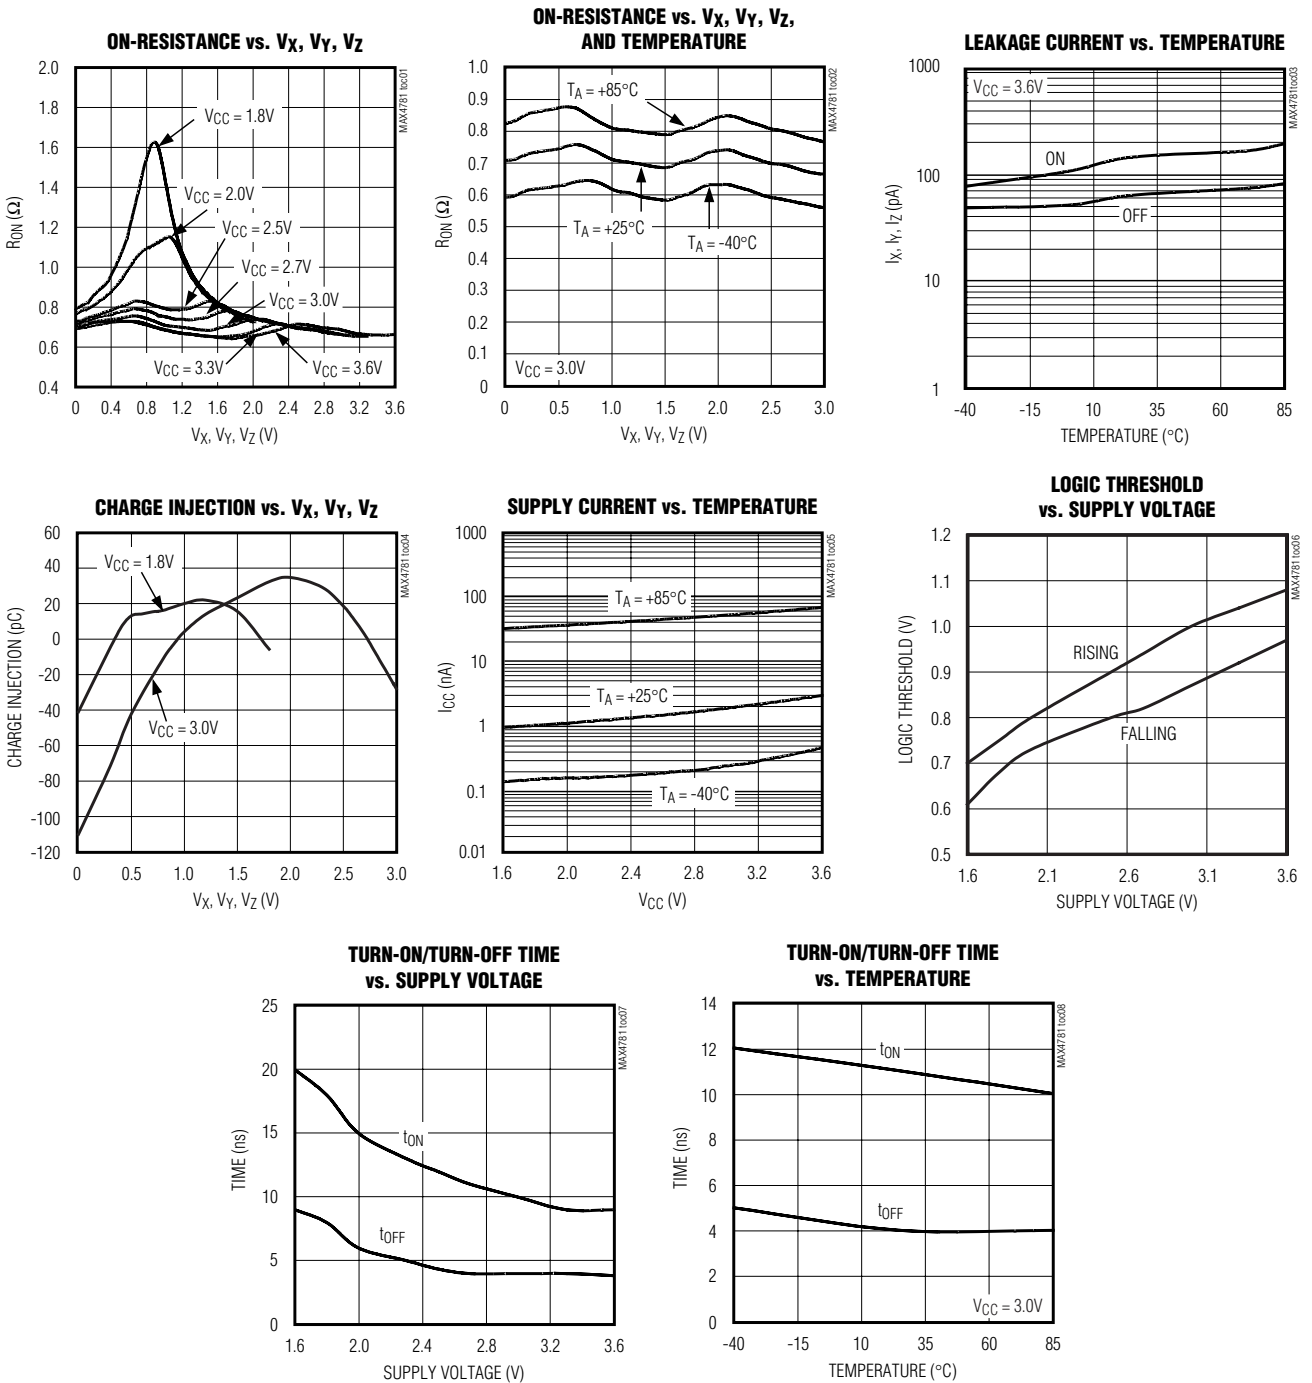 ON-RESISTANCE vs. VX, VY, VZ
MAX4781 toc01
RON (Ω)
2.0
1.8
1.6
1.4
1.2
1.0
0.8
0.6
0.4
VCC = 1.8V
VCC = 2.0V
VCC = 2.5V
VCC = 2.7V
VCC = 3.0V
VCC = 3.3V
VCC = 3.6V
0 0.4 0.8 1.2 1.6 2.0 2.4 2.8 3.2 3.6
VX, VY, VZ (V)
ON-RESISTANCE vs. VX, VY, VZ,
AND TEMPERATURE
MAX4781 toc02
RON (Ω)
1.0
0.9
0.8
0.7
0.6
0.5
0.4
0.3
0.2
0.1
0
TA = +85°C
TA = +25°C
TA = -40°C
VCC = 3.0V
0 0.5 1.0 1.5 2.0 2.5 3.0
VX, VY, VZ (V)
LEAKAGE CURRENT vs. TEMPERATURE
MAX4781toc03
IX, IY, IZ (pA)
1000
100
10
1
VCC = 3.6V
ON
OFF
-40 -15 10 35 60 85
TEMPERATURE (°C)
CHARGE INJECTION vs. VX, VY, VZ
MAX4781 toc04
CHARGE INJECTION (pC)
60
40
20
0
-20
-40
-60
-80
-100
-120
VCC = 1.8V
VCC = 3.0V
0 0.5 1.0 1.5 2.0 2.5 3.0
VX, VY, VZ (V)
SUPPLY CURRENT vs. TEMPERATURE
MAX4781 toc05
ICC (nA)
1000
100
10
1
0.1
0.01
TA = +85°C
TA = +25°C
TA = -40°C
1.6 2.0 2.4 2.8 3.2 3.6
VCC (V)
LOGIC THRESHOLD
vs. SUPPLY VOLTAGE
MAX4781 toc06
LOGIC THRESHOLD (V)
1.2
1.1
1.0
0.9
0.8
0.7
0.6
0.5
RISING
FALLING
1.6 2.1 2.6 3.1 3.6
SUPPLY VOLTAGE (V)
TURN-ON/TURN-OFF TIME
vs. SUPPLY VOLTAGE
MAX4781 toc07
TIME (ns)
25
20
15
10
5
0
tON
tOFF
1.6 2.0 2.4 2.8 3.2 3.6
SUPPLY VOLTAGE (V)
TURN-ON/TURN-OFF TIME
vs. TEMPERATURE
MAX4781 toc08
TIME (ns)
14
12
10
8
6
4
2
0
tON
tOFF
VCC = 3.0V
-40 -15 10 35 60 85
TEMPERATURE (°C)